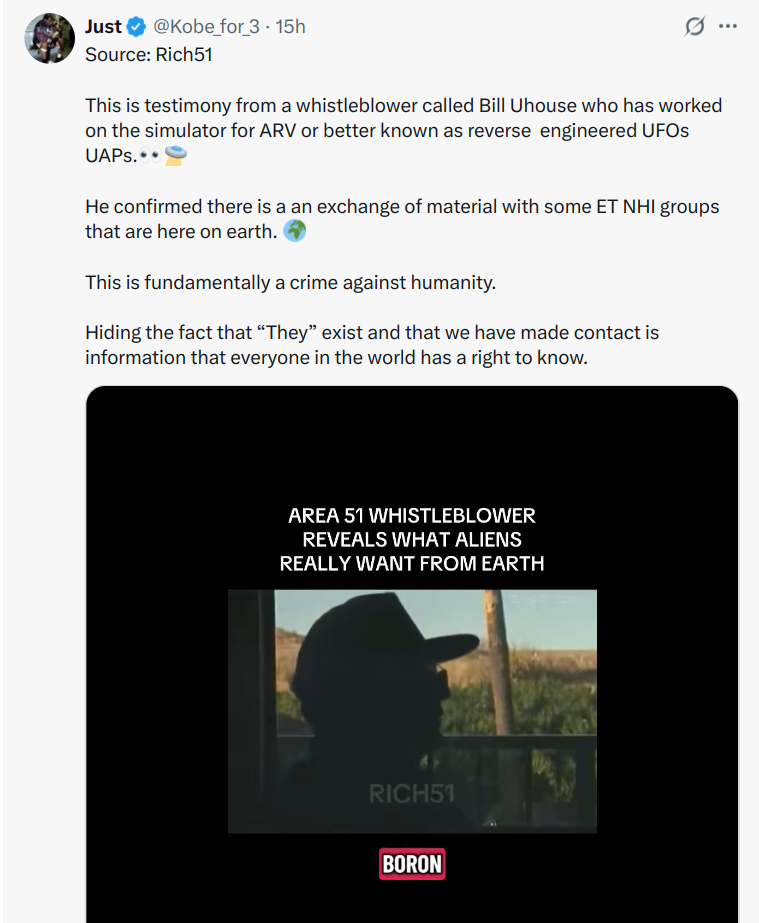 Just @Kobe_for_3 · 15h
Source: Rich51
This is testimony from a whistleblower called Bill Uhouse who has worked
on the simulator for ARV or better known as reverse  engineered UFOs
UAPs.👀🛸
He confirmed there is a an exchange of material with some ET NHI groups
that are here on earth. 🌍
This is fundamentally a crime against humanity.
Hiding the fact that “They” exist and that we have made contact is
information that everyone in the world has a right to know.
AREA 51 WHISTLEBLOWER
REVEALS WHAT ALIENS
REALLY WANT FROM EARTH
RICH51
BORON